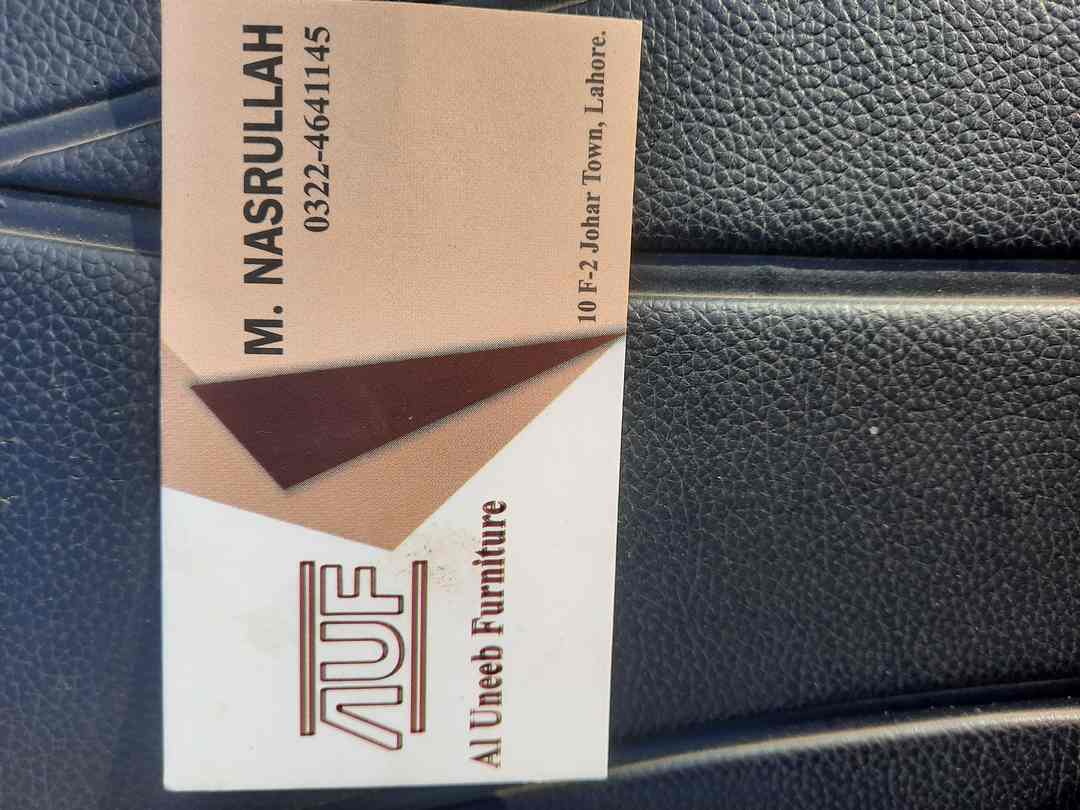 AUF
Al Uneeb Furniture
M. NASRULLAH
0322-4641145
10 F-2 Johar Town, Lahore.